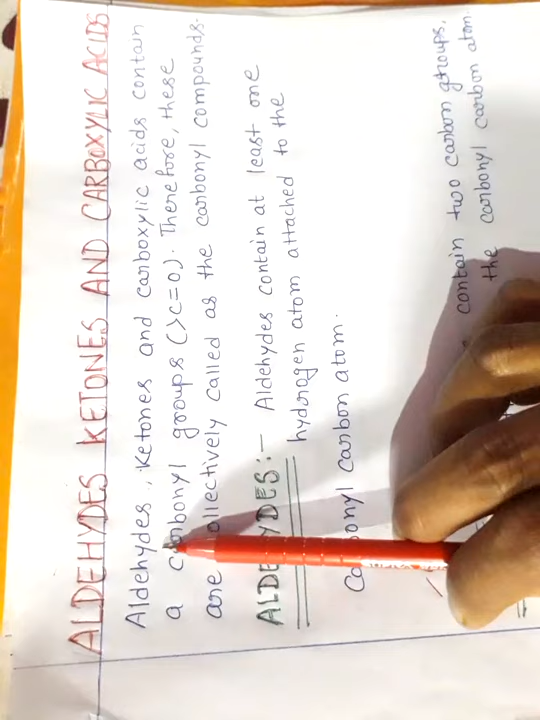 ALDEHYDES KETONES AND CARBOXYLIC ACIDS
Aldehydes, Ketones and carboxylic acids contain
a carbonyl groups (>C=O). Therefore, these
are collectively called as the carbonyl compounds.
ALDEHYDES:- Aldehydes contain at least one
hydrogen atom attached to the
Carbonyl carbon atom.
contain two carbon groups,
the carbonyl carbon atom.